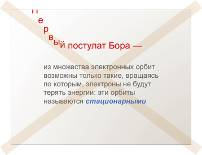 Первый постулат Бора —
из множества электронных орбит
возможны только такие, вращаясь
по которым, электроны не будут
терять энергии: эти орбиты
называются стационарными